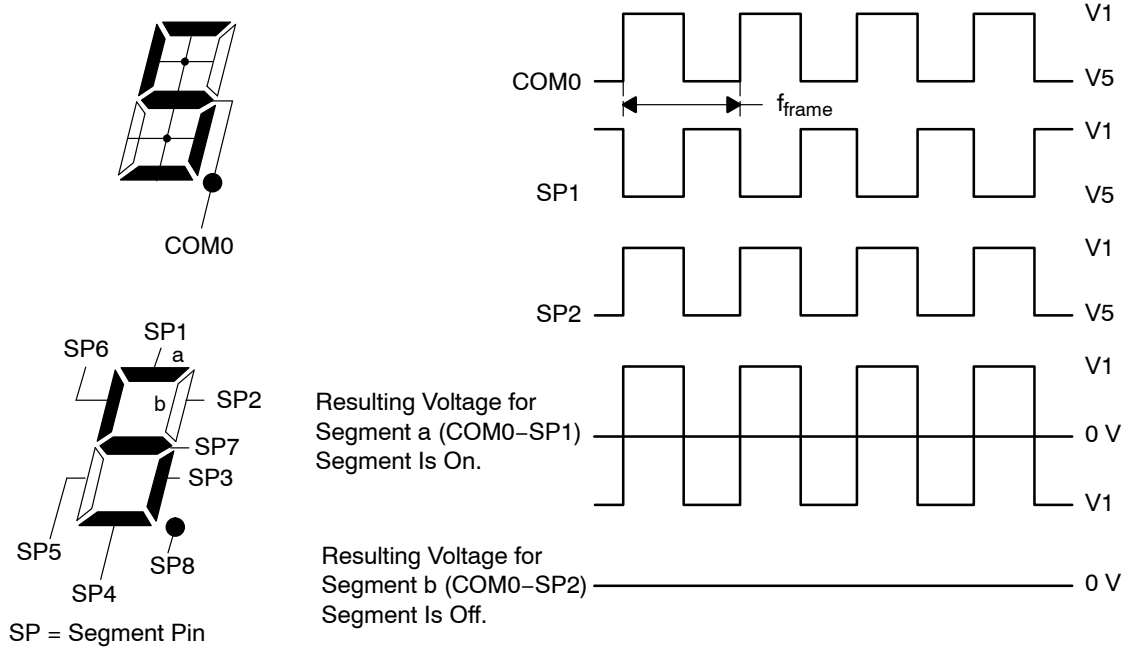 COM0
V1
V5
COM0
fframe
V1
V5
SP1
V1
V5
SP2
SP1
a
SP6
b
SP2
SP7
SP3
SP5
SP8
SP4
SP = Segment Pin
Resulting Voltage for
Segment a (COM0−SP1)
Segment Is On.
V1
0 V
V1
Resulting Voltage for
Segment b (COM0−SP2)
Segment Is Off.
0 V